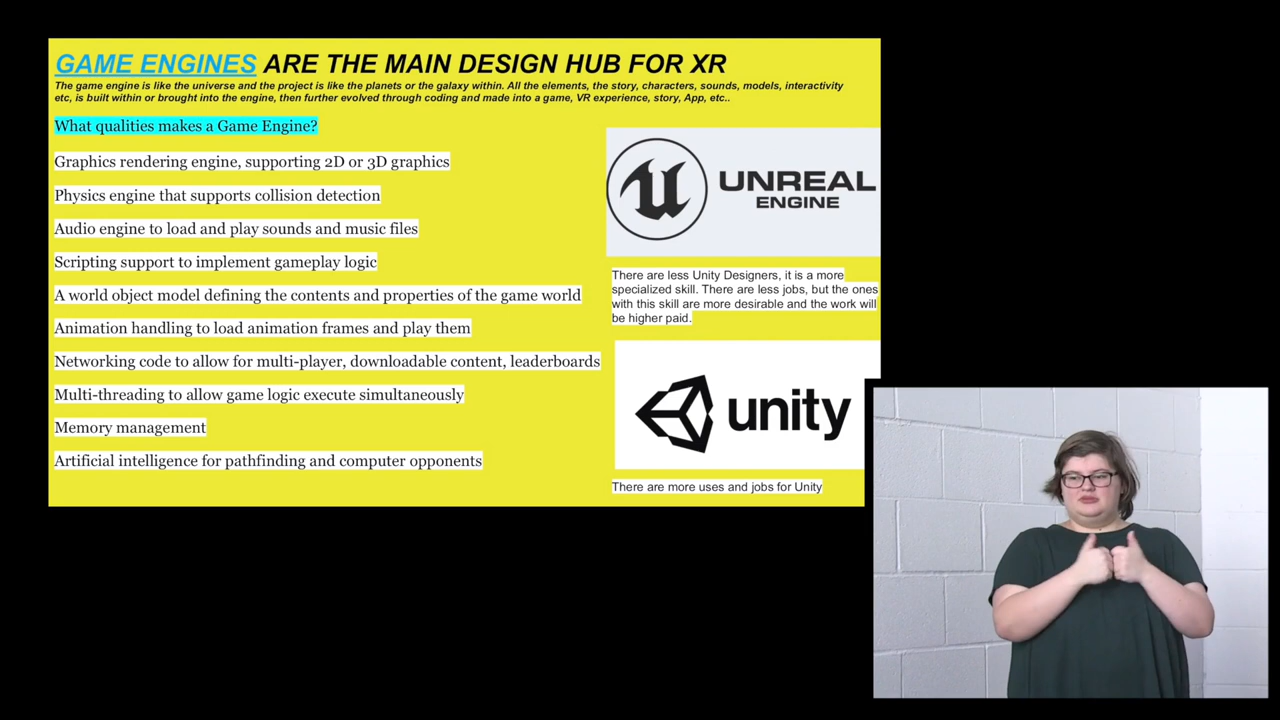 GAME ENGINES ARE THE MAIN DESIGN HUB FOR XR
The game engine is like the universe and the project is like the planets or the galaxy within. All the elements, the story, characters, sounds, models, interactivity
etc, is built within or brought into the engine, then further evolved through coding and made into a game, VR experience, story, App, etc..
What qualities makes a Game Engine?
Graphics rendering engine, supporting 2D or 3D graphics
Physics engine that supports collision detection
Audio engine to load and play sounds and music files
Scripting support to implement gameplay logic
A world object model defining the contents and properties of the game world
Animation handling to load animation frames and play them
Networking code to allow for multi-player, downloadable content, leaderboards
Multi-threading to allow game logic execute simultaneously
Memory management
Artificial intelligence for pathfinding and computer opponents
UNREAL
ENGINE
There are less Unity Designers, it is a more
specialized skill. There are less jobs, but the ones
with this skill are more desirable and the work will
be higher paid.
unity
There are more uses and jobs for Unity